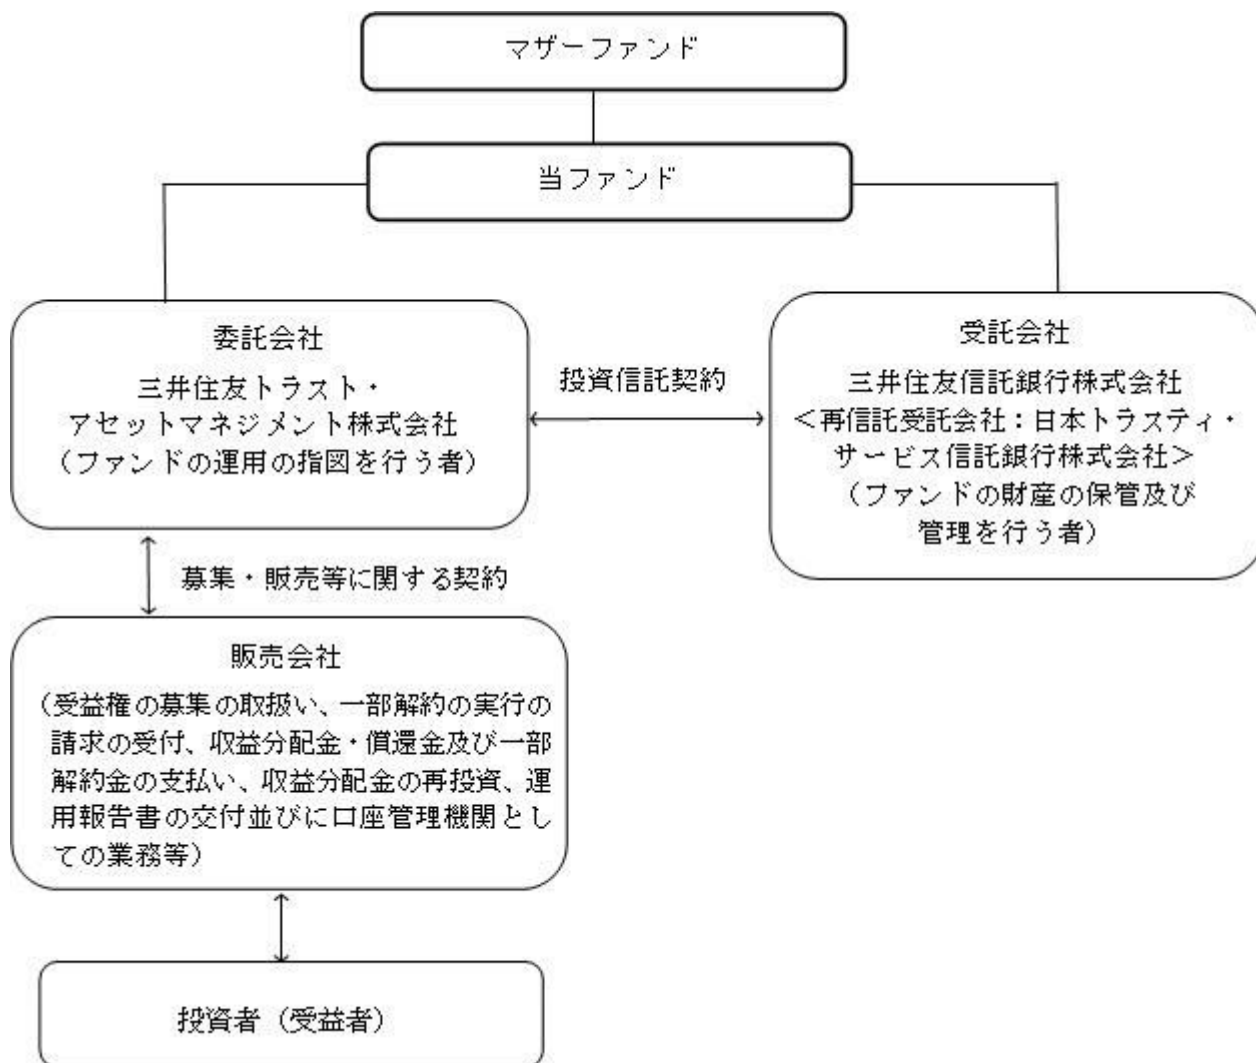 マザーファンド
当ファンド
委託会社
三井住友トラスト・
アセットマネジメント株式会社
（ファンドの運用の指図を行う者）
投資信託契約
受託会社
三井住友信託銀行株式会社
＜再信託受託会社：日本トラスティ・
サービス信託銀行株式会社＞
（ファンドの財産の保管及び
管理を行う者）
募集・販売等に関する契約
販売会社
（受益権の募集の取扱い、一部解約の実行の
請求の受付、収益分配金・償還金及び一部
解約金の支払い、収益分配金の再投資、運
用報告書の交付並びに口座管理機関とし
ての業務等）
投資者（受益者）